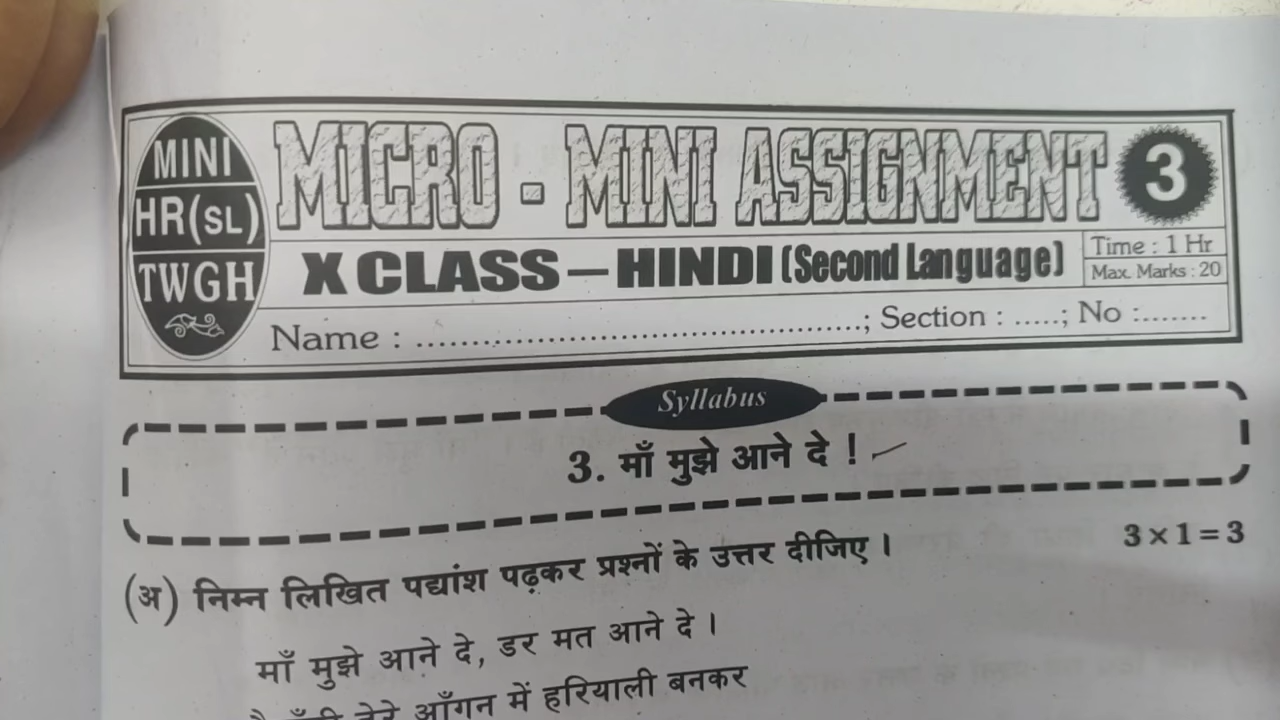 MINI
HR(SL)
TWGH
MICRO - MINI ASSIGNMENT
3
X CLASS – HINDI (Second Language)
Time : 1 Hr
Max. Marks : 20
Name : ..................................................; Section : .....; No :.......
Syllabus
3. माँ मुझे आने दे !
(अ) निम्न लिखित पद्यांश पढ़कर प्रश्नों के उत्तर दीजिए ।
3 × 1 = 3
माँ मुझे आने दे, डर मत आने दे ।
तेरे आँगन में हरियाली बनकर